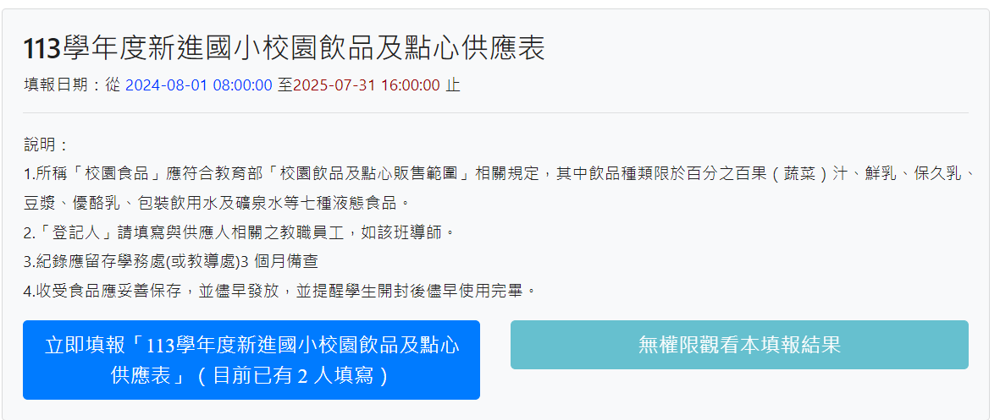 113學年度新進國小校園飲品及點心供應表
填報日期：從 2024-08-01 08:00:00 至2025-07-31 16:00:00 止
說明：
1.所稱「校園食品」應符合教育部「校園飲品及點心販售範圍」相關規定，其中飲品種類限於百分之百果（蔬菜）汁、鮮乳、保久乳、
豆漿、優酪乳、包裝飲用水及礦泉水等七種液態食品。
2.「登記人」請填寫與供應人相關之教職員工，如該班導師。
3.紀錄應留存學務處(或教導處)3 個月備查
4.收受食品應妥善保存，並儘早發放，並提醒學生開封後儘早使用完畢。
立即填報「113學年度新進國小校園飲品及點心
供應表」（目前已有 2 人填寫）
無權限觀看本填報結果